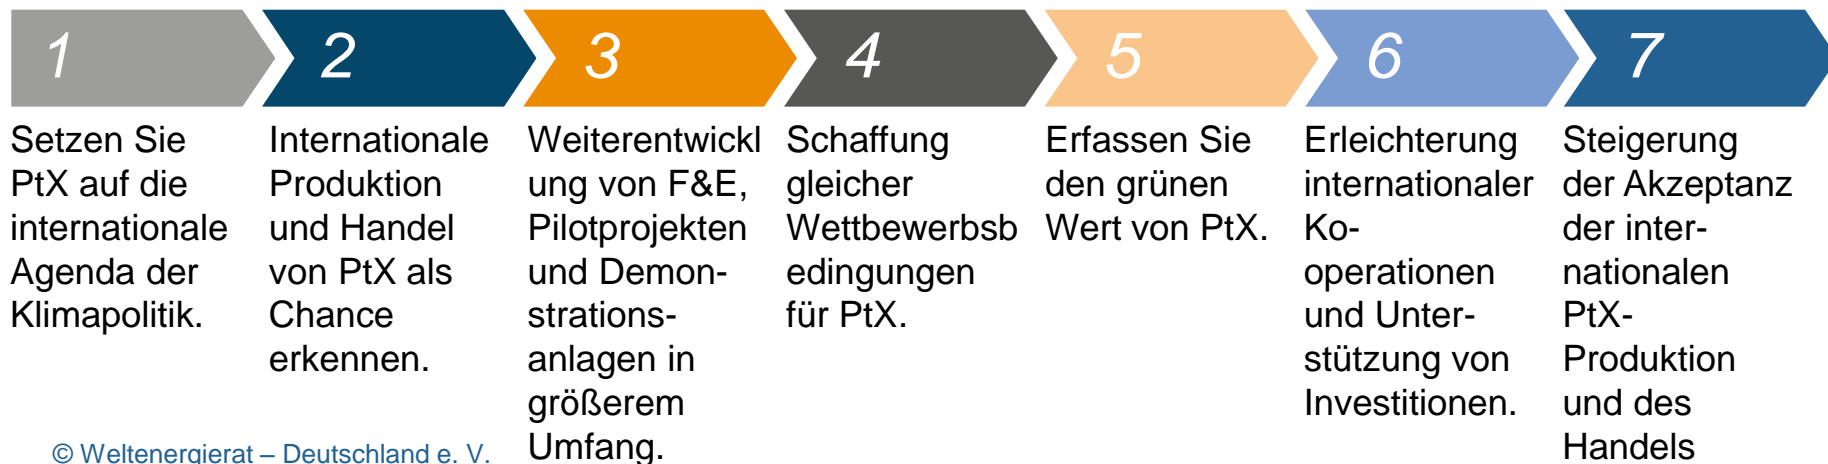 1
Setzen Sie
PtX auf die
internationale
Agenda der
Klimapolitik.
2
Internationale
Produktion
und Handel
von PtX als
Chance
erkennen.
3
Weiterentwickl
ung von F&E,
Pilotprojekten
und Demon-
strations-
anlagen in
größerem
Umfang.
4
Schaffung
gleicher
Wettbewerbsb
edingungen
für PtX.
5
Erfassen Sie
den grünen
Wert von PtX.
6
Erleichterung
internationaler
Ko-
operationen
und Unter-
stützung von
Investitionen.
7
Steigerung
der Akzeptanz
der inter-
nationalen
PtX-
Produktion
und des
Handels
© Weltenergierat – Deutschland e. V.